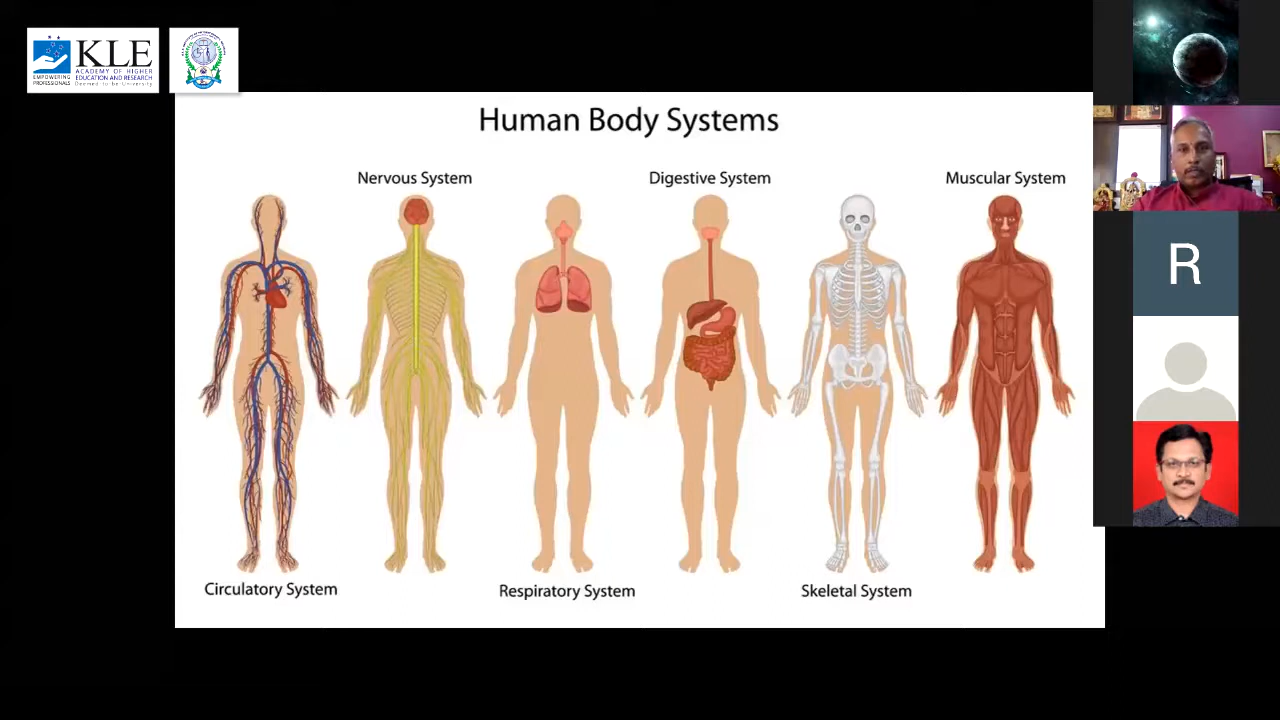 KLE
ACADEMY OF HIGHER
EDUCATION AND RESEARCH
Deemed-to-be-University
EMPOWERING
PROFESSIONALS
Human Body Systems
Nervous System
Digestive System
Muscular System
Circulatory System
Respiratory System
Skeletal System
R